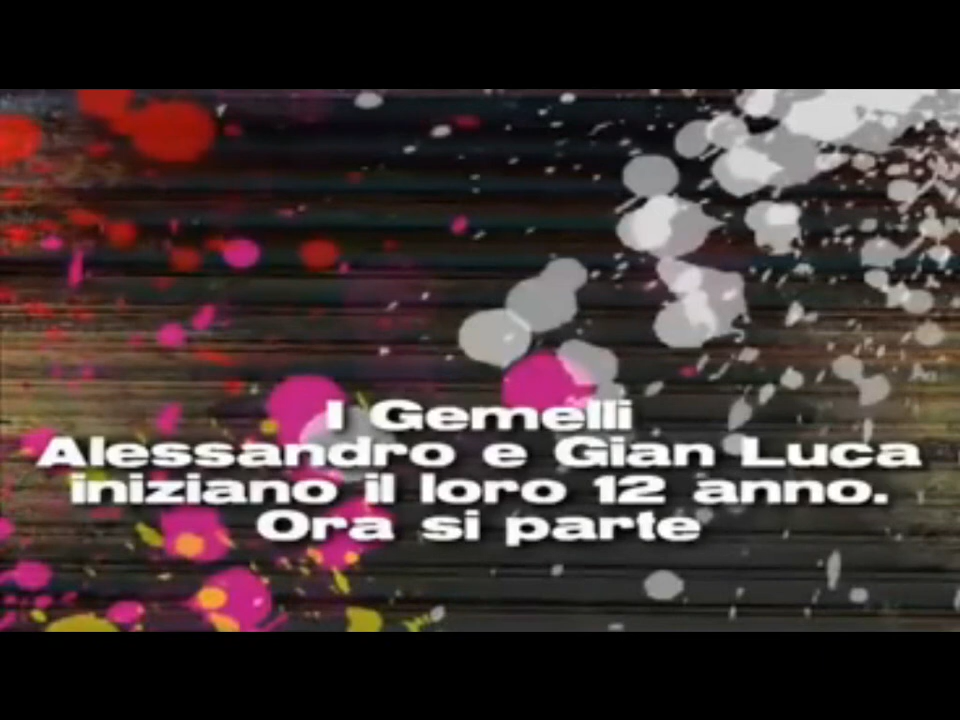 I Gemelli
Alessandro e Gian Luca
iniziano il loro 12 anno.
Ora si parte